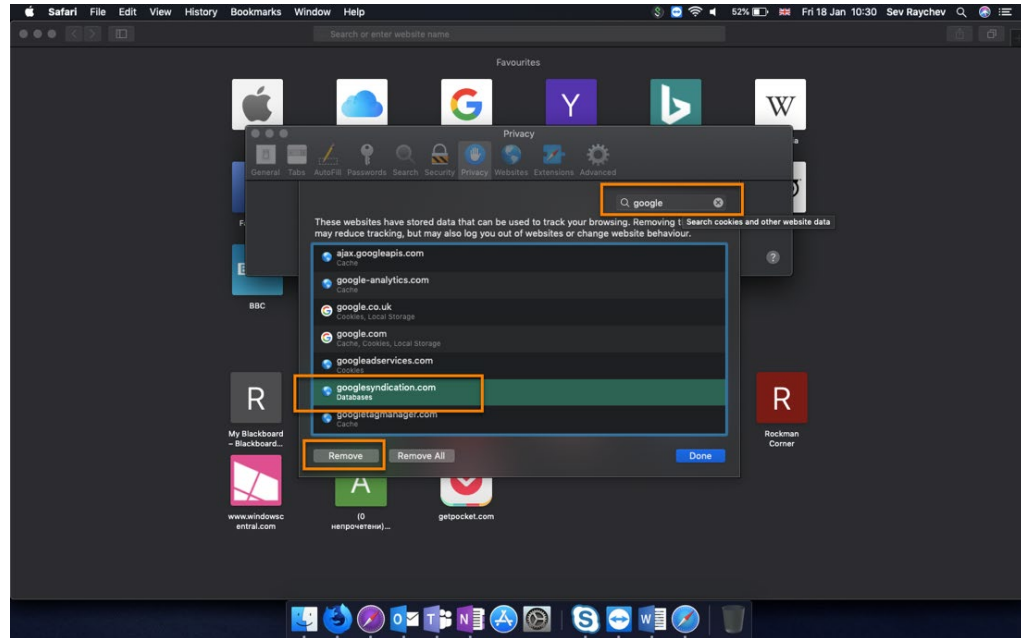 Safari File Edit View History Bookmarks Window Help
52% Fri 18 Jan 10:30 Sev Raychev
Search or enter website name
Favourites
G
Y
W
Privacy
General Tabs AutoFill Passwords Search Security Privacy Websites Extensions Advanced
google
These websites have stored data that can be used to track your browsing. Removing t
may reduce tracking, but may also log you out of websites or change website behaviour.
Search cookies and other website data
ajax.googleapis.com
Cache
google-analytics.com
Cache
google.co.uk
Cookies, Local Storage
google.com
Cache, Cookies, Local Storage
googleadservices.com
Cookies
googlesyndication.com
Databases
googletagmanager.com
Cache
Remove Remove All Done
?
BBC
R
My Blackboard
– Blackboard...
R
Rockman
Corner
www.windowsc
entral.com
A
(0
непрочетени)...
getpocket.com